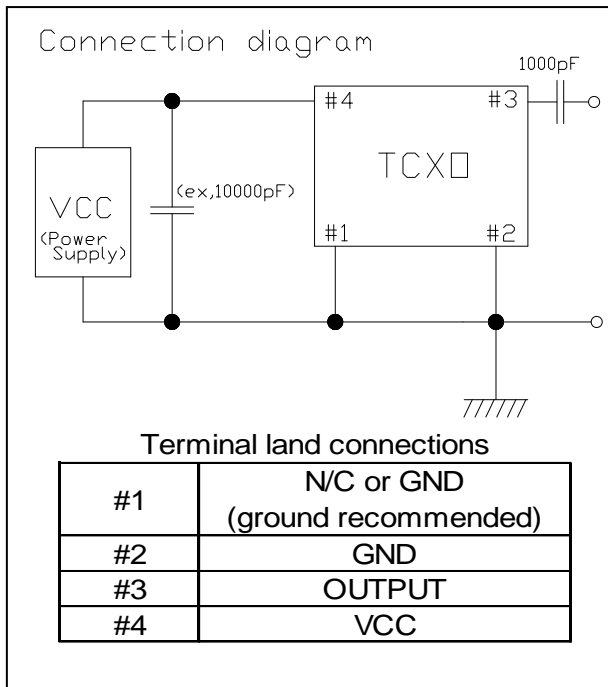 Connection diagram
1000pF
#4
#3
TCXO
VCC
(Power
Supply)
(ex,10000pF)
#1
#2
Terminal land connections
#1
N/C or GND
(ground recommended)
#2
GND
#3
OUTPUT
#4
VCC